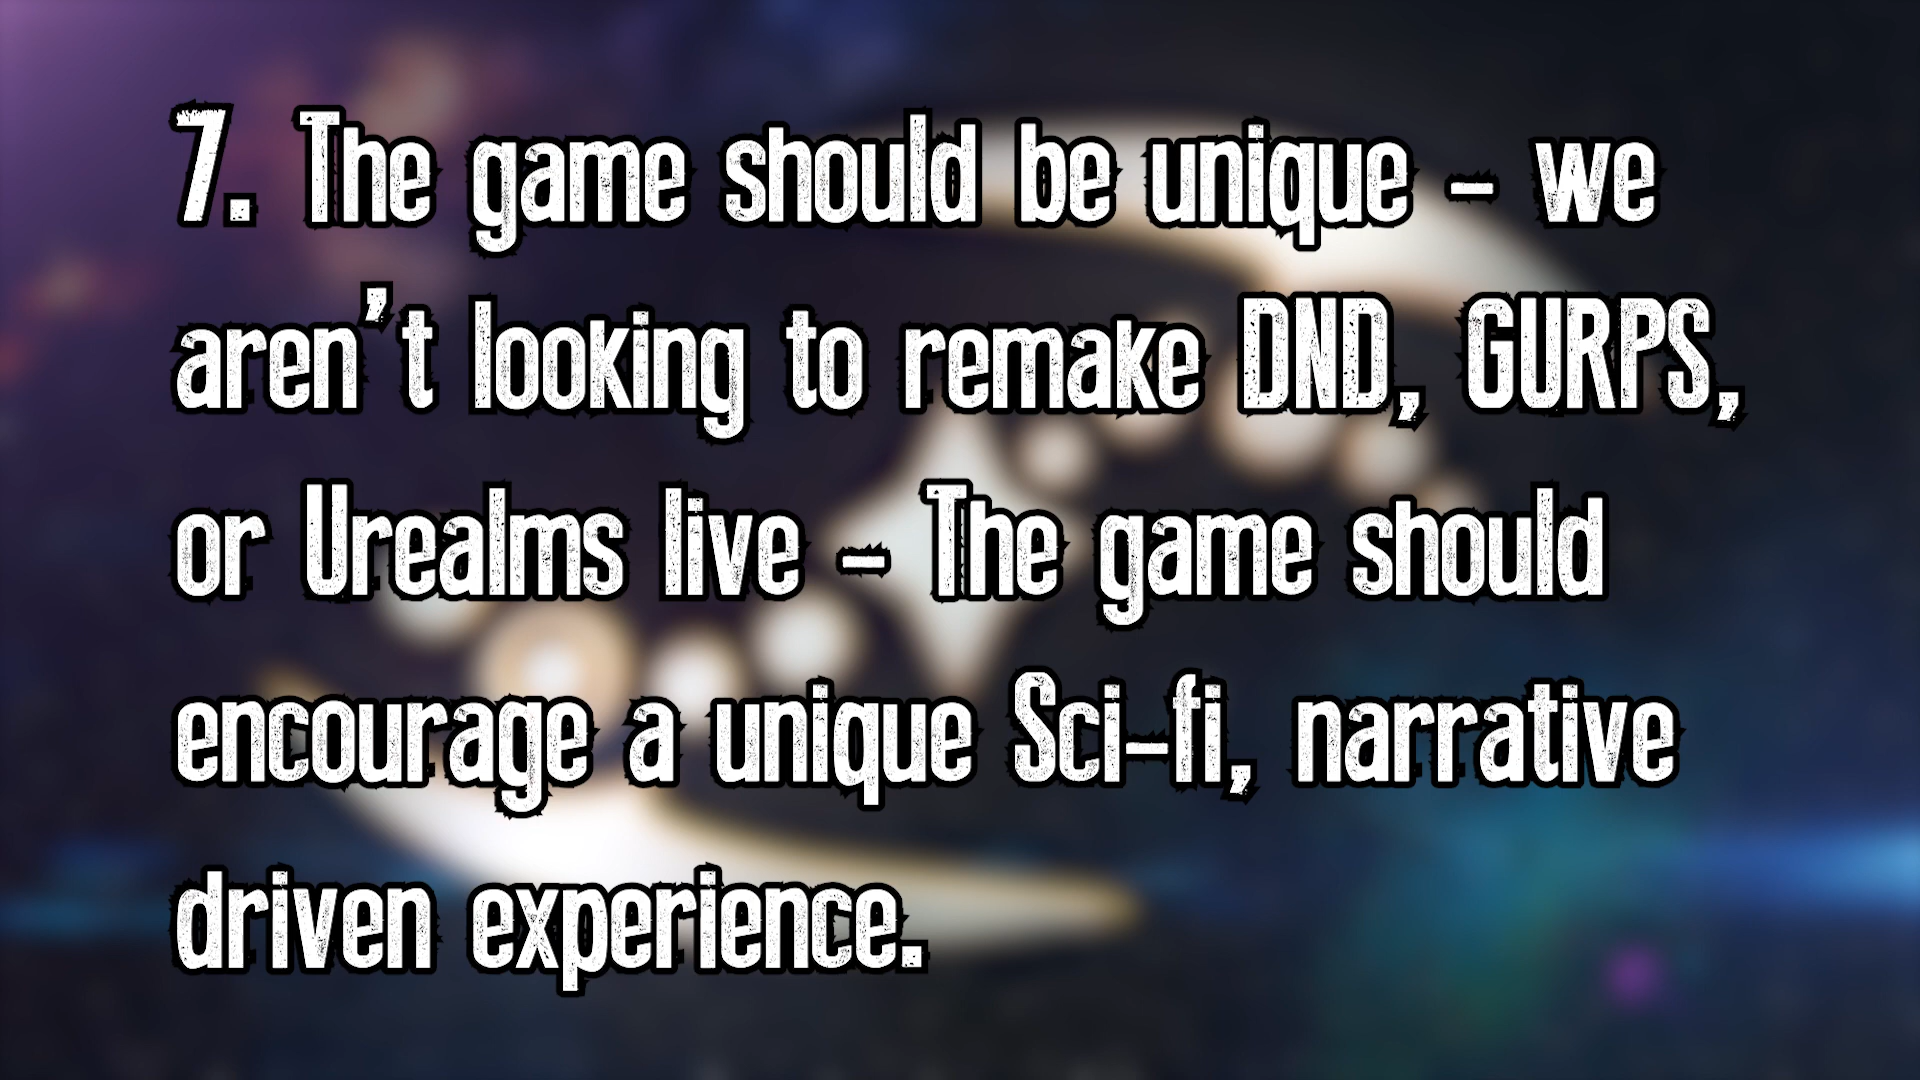 7. The game should be unique - we
aren't looking to remake DND, GURPS,
or Urealms live - The game should
encourage a unique Sci-fi, narrative
driven experience.